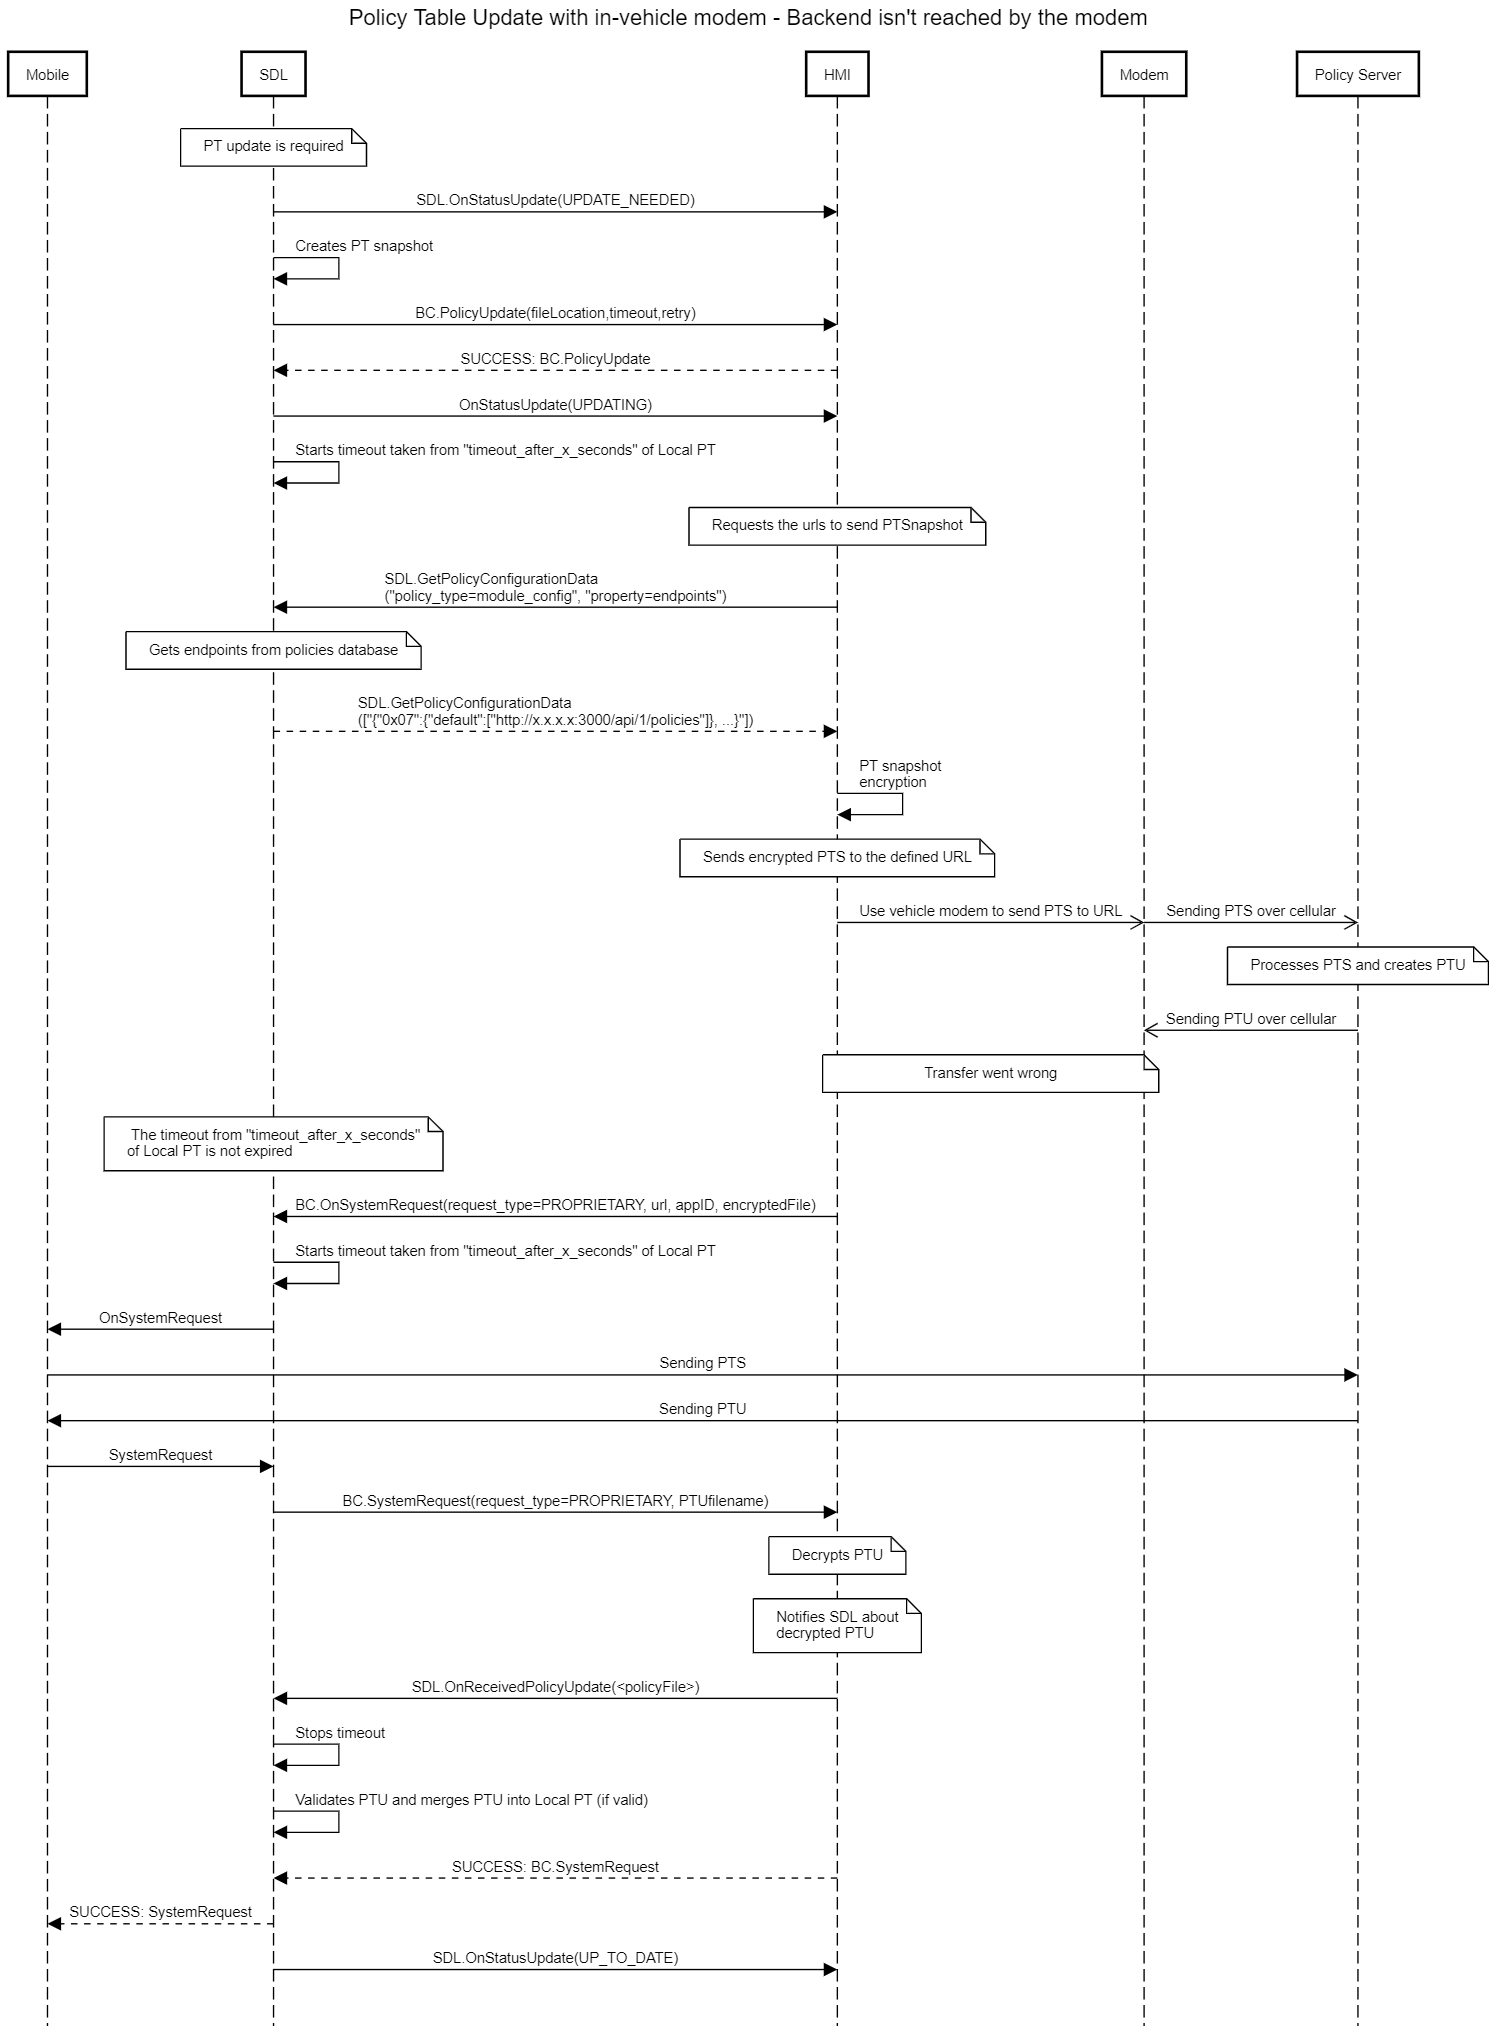 Policy Table Update with in-vehicle modem - Backend isn't reached by the modem
Mobile
SDL
HMI
Modem
Policy Server
PT update is required
SDL.OnStatusUpdate(UPDATE_NEEDED)
Creates PT snapshot
BC.PolicyUpdate(fileLocation,timeout,retry)
SUCCESS: BC.PolicyUpdate
OnStatusUpdate(UPDATING)
Starts timeout taken from "timeout_after_x_seconds" of Local PT
Requests the urls to send PTSnapshot
SDL.GetPolicyConfigurationData
("policy_type=module_config", "property=endpoints")
Gets endpoints from policies database
SDL.GetPolicyConfigurationData
(["{"0x07":{"default":["http://x.x.x.x:3000/api/1/policies"]}, ...}"])
PT snapshot
encryption
Sends encrypted PTS to the defined URL
Use vehicle modem to send PTS to URL
Sending PTS over cellular
Processes PTS and creates PTU
Sending PTU over cellular
Transfer went wrong
The timeout from "timeout_after_x_seconds"
of Local PT is not expired
BC.OnSystemRequest(request_type=PROPRIETARY, url, appID, encryptedFile)
Starts timeout taken from "timeout_after_x_seconds" of Local PT
OnSystemRequest
Sending PTS
Sending PTU
SystemRequest
BC.SystemRequest(request_type=PROPRIETARY, PTUfilename)
Decrypts PTU
Notifies SDL about
decrypted PTU
SDL.OnReceivedPolicyUpdate(<policyFile>)
Stops timeout
Validates PTU and merges PTU into Local PT (if valid)
SUCCESS: BC.SystemRequest
SUCCESS: SystemRequest
SDL.OnStatusUpdate(UP_TO_DATE)